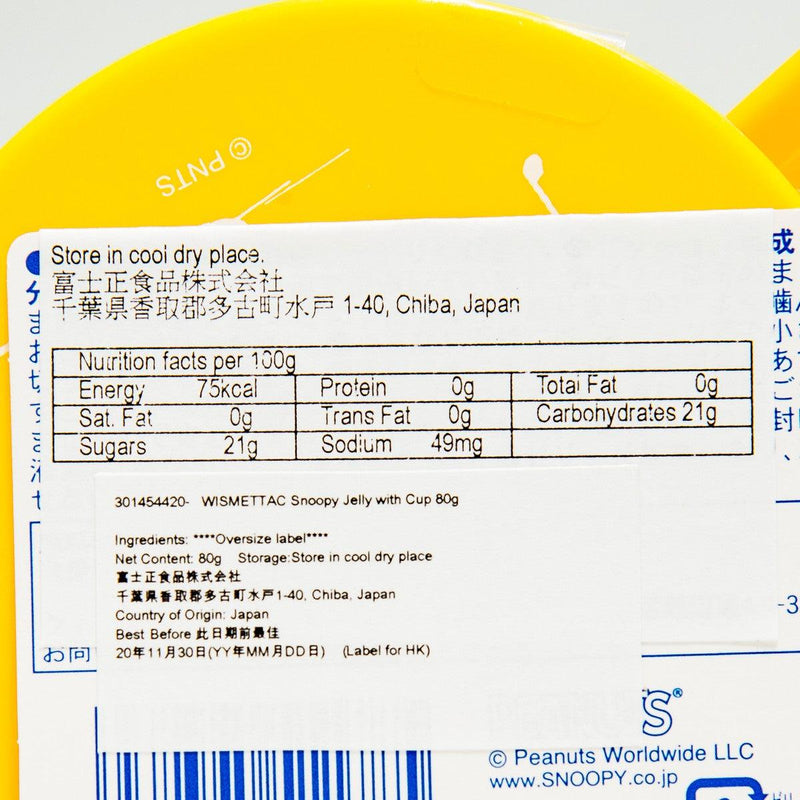 © PNTS
Store in cool dry place.
富士正食品株式会社
千葉県香取郡多古町水戸 1-40, Chiba, Japan
Nutrition facts per 100g
Energy 75kcal Protein 0g Total Fat 0g
Sat. Fat 0g Trans Fat 0g Carbohydrates 21g
Sugars 21g Sodium 49mg
301454420- WISMETTAC Snoopy Jelly with Cup 80g
Ingredients: ****Oversize label****
Net Content: 80g Storage:Store in cool dry place
富士正食品株式会社
千葉県香取郡多古町水戸1-40, Chiba, Japan
Country of Origin: Japan
Best Before 此日期前最佳
20年11月30日(YY年MM月DD日) (Label for HK)
お問
S®
© Peanuts Worldwide LLC
www.SNOOPY.co.jp